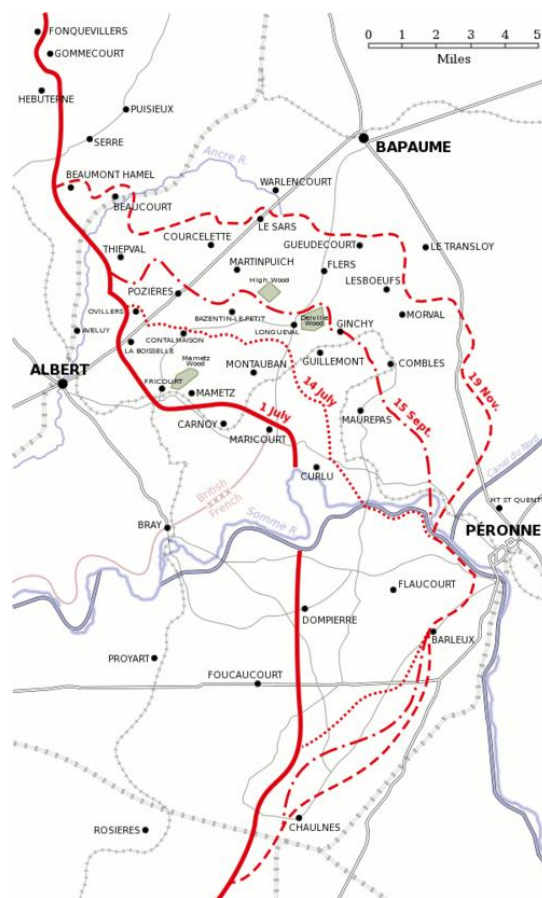 FONQUEVILLERS
GOMMECOURT
0 1 2 3 4 5
Miles
HEBUTERNE
PUISIEUX
SERRE
BAPAUME
Ancre R.
BEAUMONT HAMEL
WARLENCOURT
BEAUCOURT
LE SARS
COURCELETTE
GUEUDECOURT
LE TRANSLOY
THIEPVAL
MARTINPUICH
FLERS
High Wood
LESBOEUFS
POZIÈRES
OVILLERS
BAZENTIN-LE-PETIT
Delville
Wood
MORVAL
AVELUY
CONTALMAISON
LONGUEVAL
GINCHY
LA BOISSELLE
GUILLEMONT
Mametz
Wood
COMBLES
ALBERT
MONTAUBAN
FRICOURT
MAMETZ
14 July
19 Nov.
1 July
15 Sept.
MAUREPAS
CARNOY
MARICOURT
Canal du Nord
CURLU
British
XXXX
French
MT ST QUENTIN
Somme R.
BRAY
PÉRONNE
FLAUCOURT
DOMPIERRE
BARLEUX
PROYART
FOUCAUCOURT
CHAULNES
ROSIERES